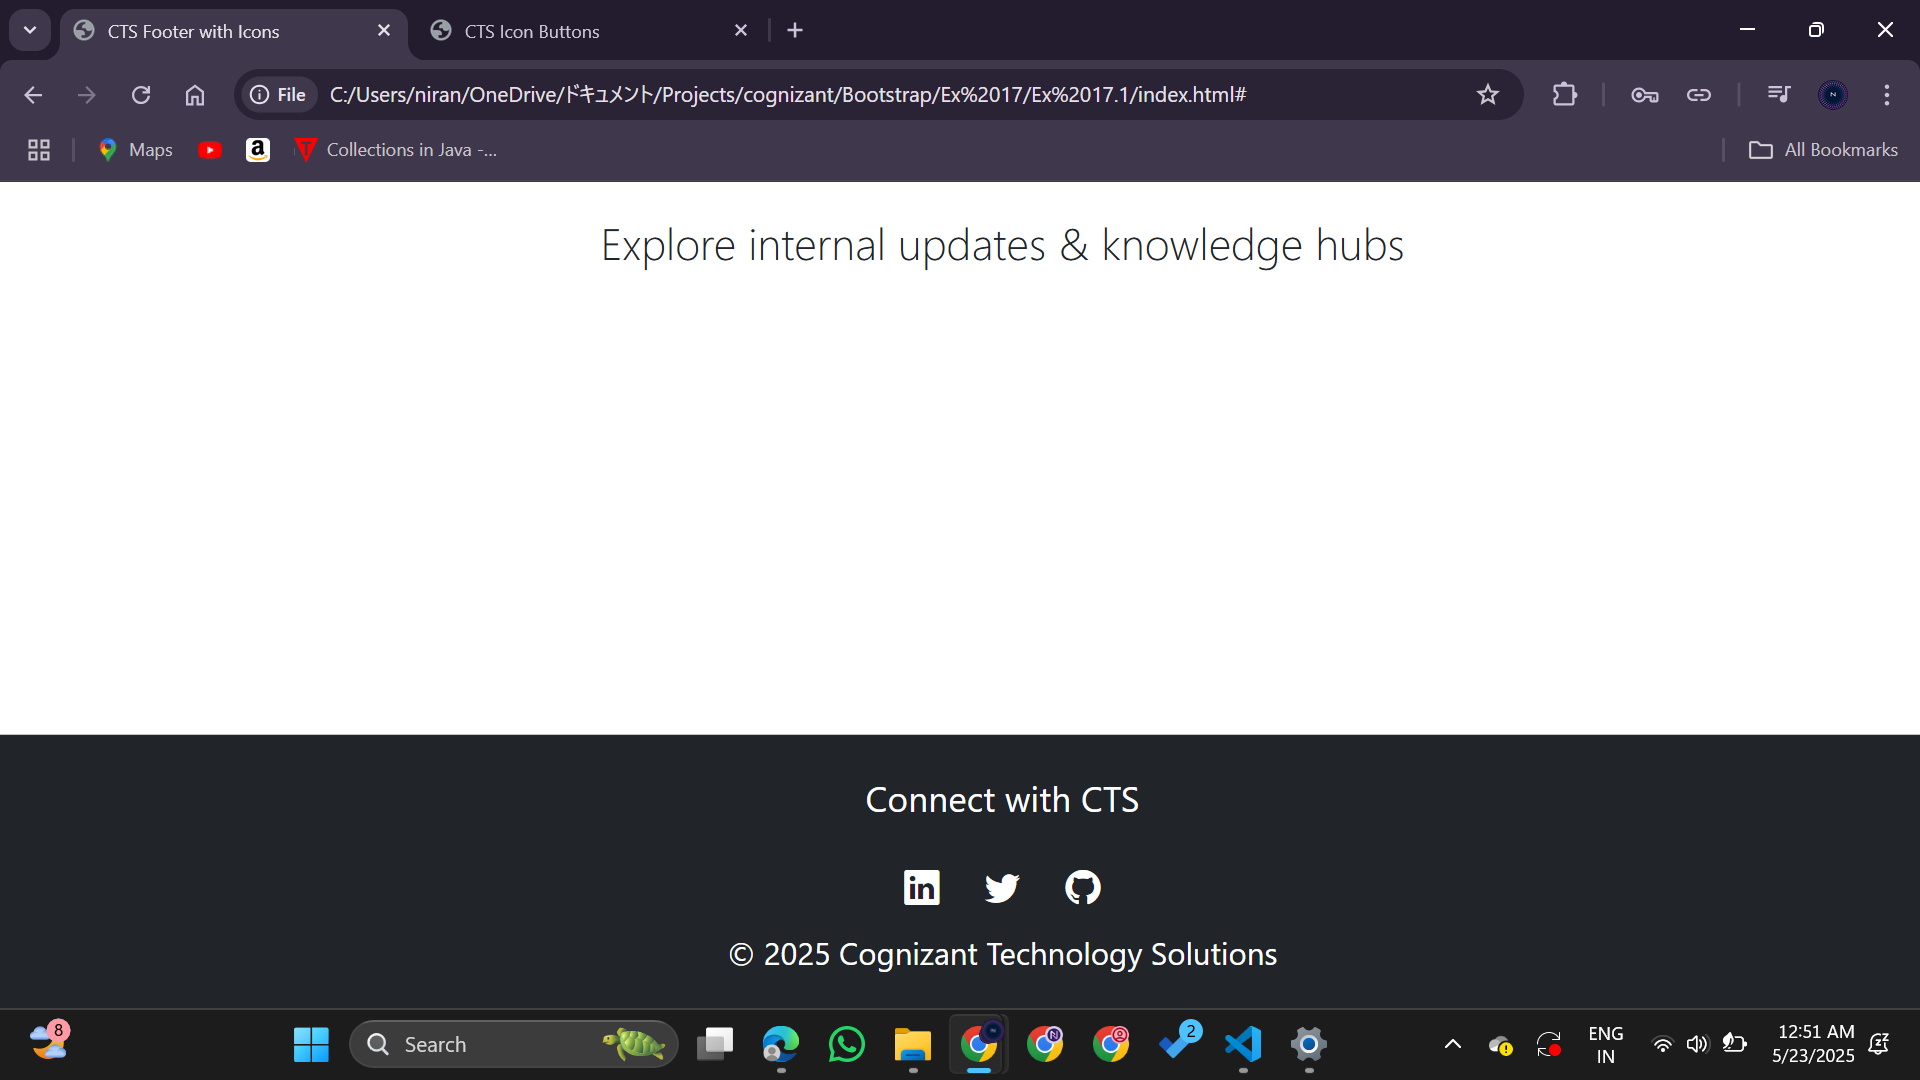 CTS Footer with Icons
CTS Icon Buttons
File
C:/Users/niran/OneDrive/ドキュメント/Projects/cognizant/Bootstrap/Ex%2017/Ex%2017.1/index.html#
Maps
Collections in Java -...
All Bookmarks
Explore internal updates & knowledge hubs
Connect with CTS
in
© 2025 Cognizant Technology Solutions
8
Search
2
ENG
IN
12:51 AM
5/23/2025